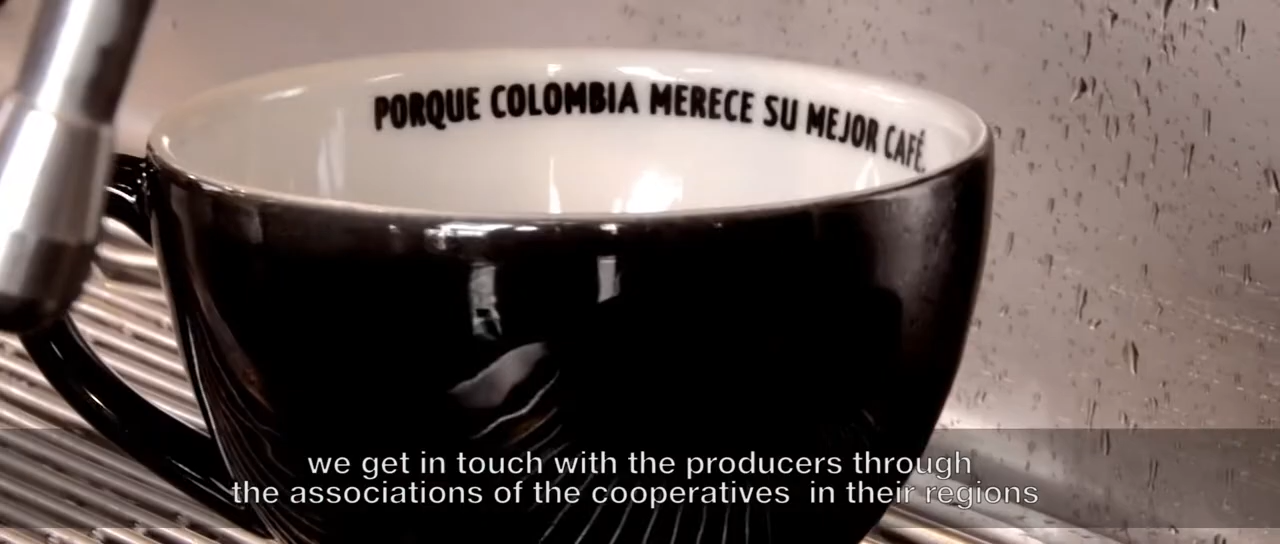 PORQUE COLOMBIA MERECE SU MEJOR CAFÉ.
we get in touch with the producers through
the associations of the cooperatives in their regions